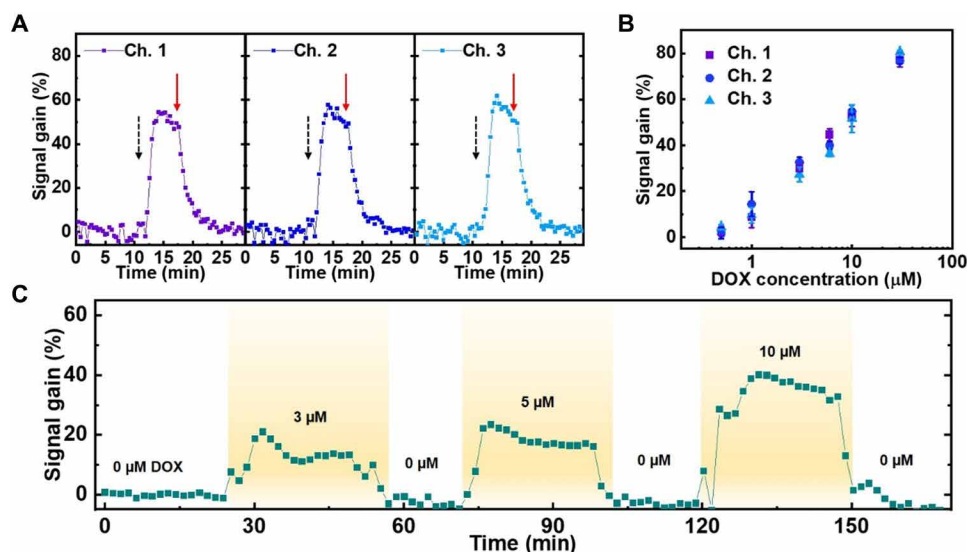 A
Signal gain (%)
80
60
40
20
0
Ch. 1
Ch. 2
Ch. 3
0 5 10 15 20 25
0 5 10 15 20 25
0 5 10 15 20 25
Time (min)
Time (min)
Time (min)
B
Signal gain (%)
80
60
40
20
0
Ch. 1
Ch. 2
Ch. 3
1 10 100
DOX concentration (μM)
C
Signal gain (%)
60
40
20
0
0 μM DOX
3 μM
0 μM
5 μM
0 μM
10 μM
0 μM
0 30 60 90 120 150
Time (min)